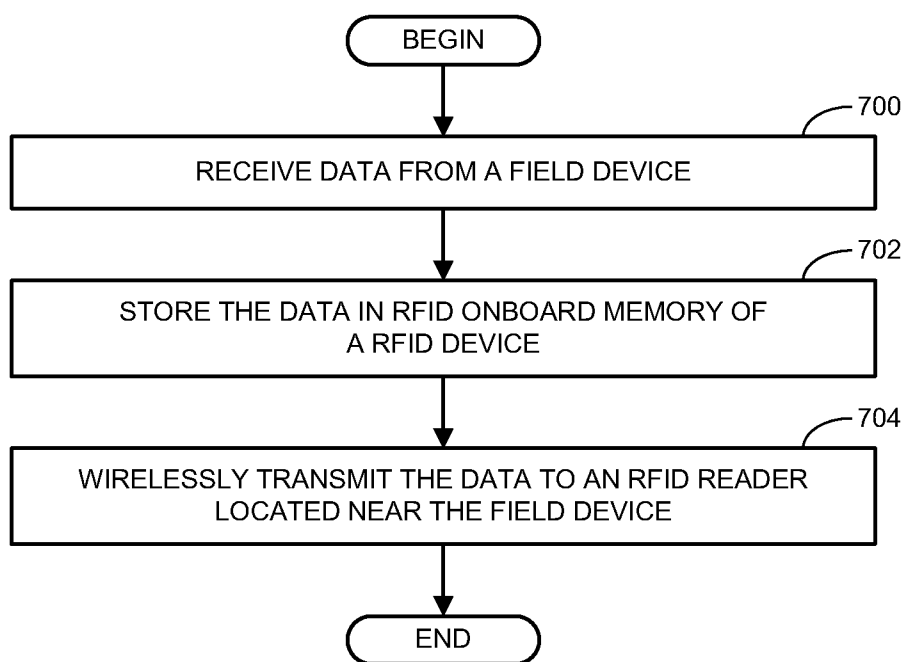 BEGIN
700
RECEIVE DATA FROM A FIELD DEVICE
702
STORE THE DATA IN RFID ONBOARD MEMORY OF
A RFID DEVICE
704
WIRELESSLY TRANSMIT THE DATA TO AN RFID READER
LOCATED NEAR THE FIELD DEVICE
END